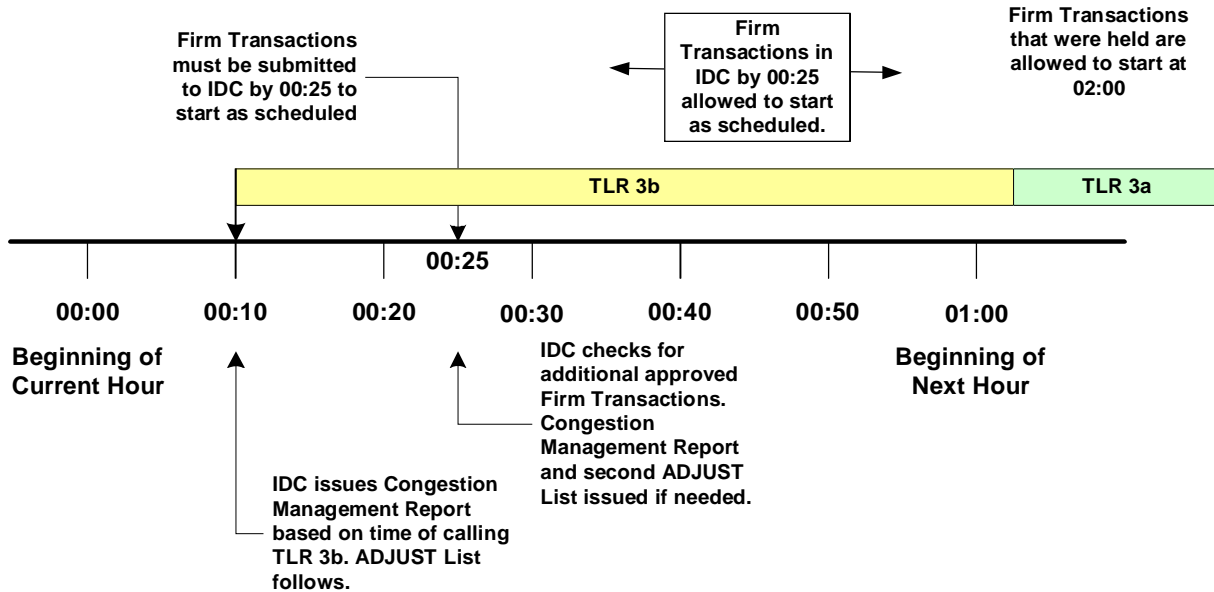 Firm Transactions
must be submitted
to IDC by 00:25 to
start as scheduled
Firm
Transactions in
IDC by 00:25
allowed to start
as scheduled.
Firm Transactions
that were held are
allowed to start at
02:00
TLR 3b
TLR 3a
00:25
00:00
00:10
00:20
00:30
00:40
00:50
01:00
Beginning of
Current Hour
Beginning of
Next Hour
IDC checks for
additional approved
Firm Transactions.
Congestion
Management Report
and second ADJUST
List issued if needed.
IDC issues Congestion
Management Report
based on time of calling
TLR 3b. ADJUST List
follows.